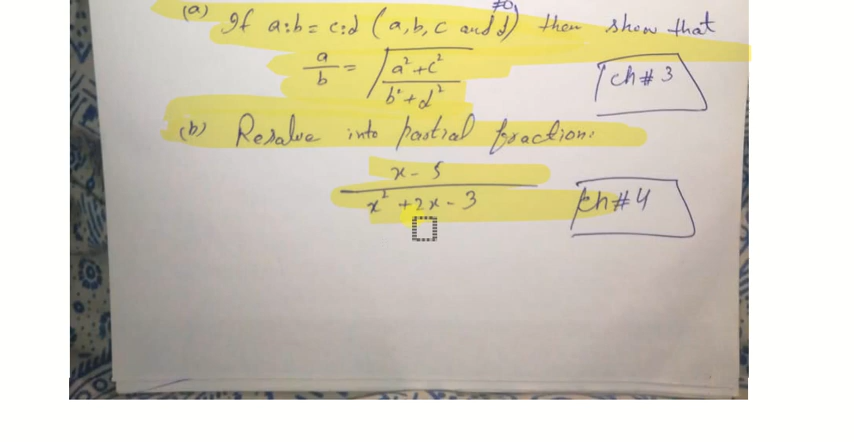 (a) If a:b = c:d (a,b,c and d) ≠0 then show that
a/b = √(a²+c²/b²+d²)
ch # 3
(b) Resolve into partial fraction.
x - 5
x² + 2x - 3
ch # 4